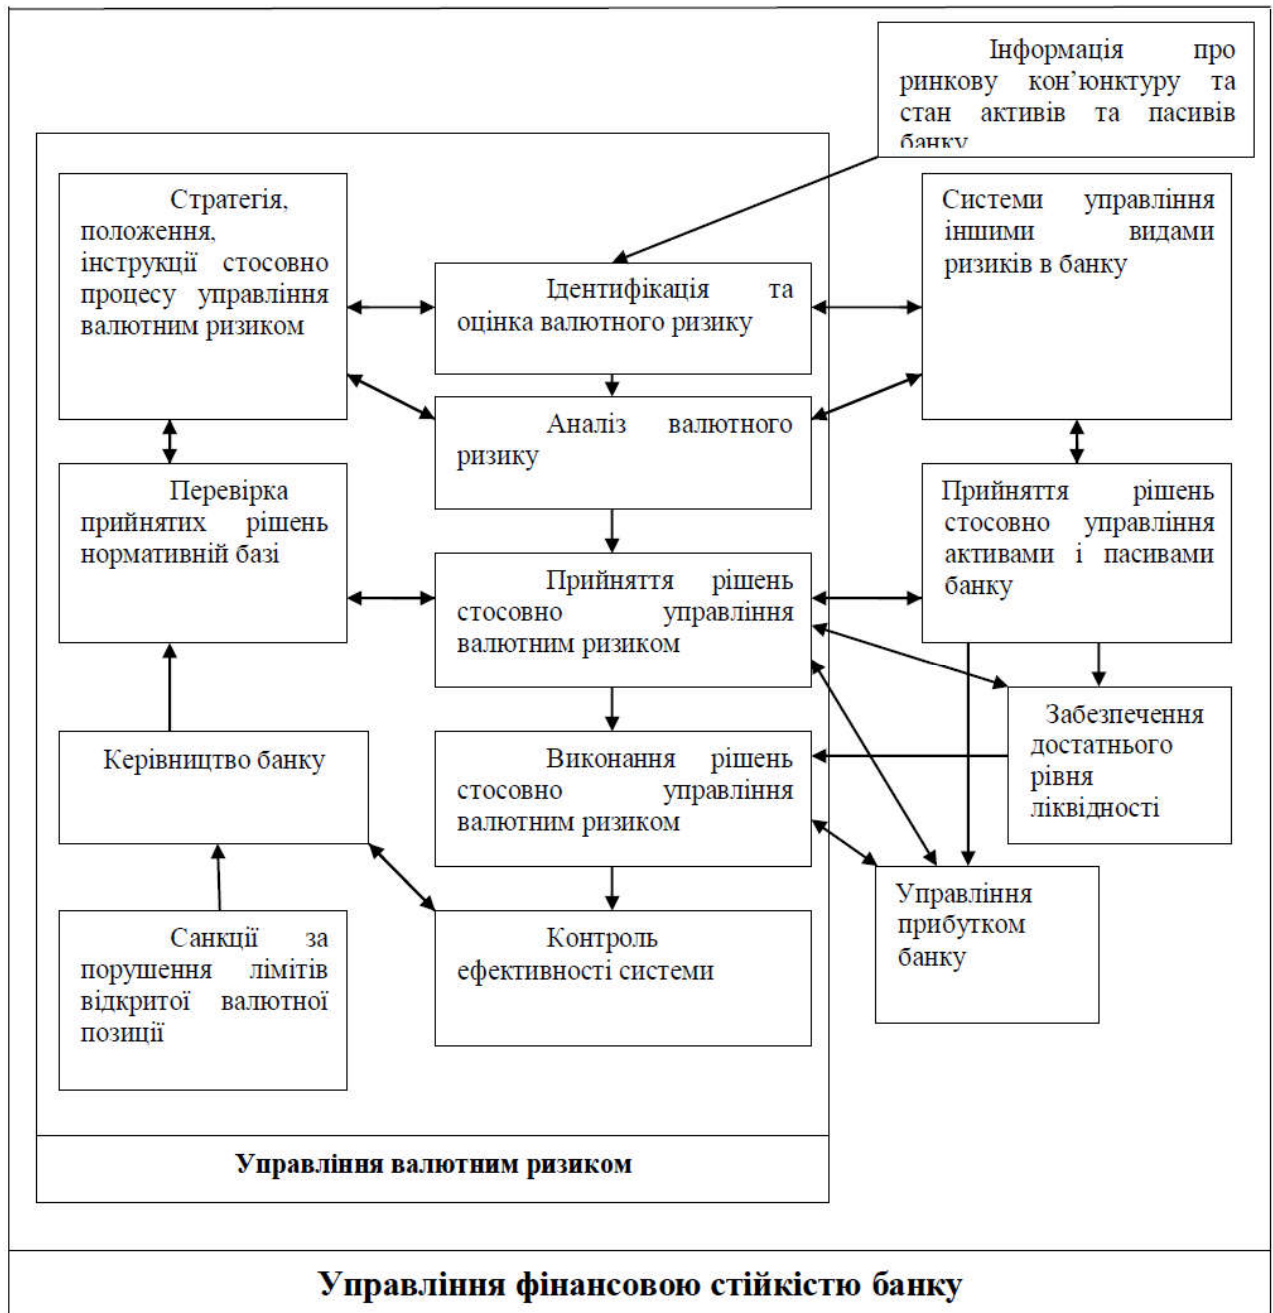 Інформація про
ринкову кон’юнктуру та
стан активів та пасивів
банку
Стратегія,
положення,
інструкції стосовно
процесу управління
валютним ризиком
Ідентифікація та
оцінка валютного ризику
Системи управління
іншими видами
ризиків в банку
Аналіз валютного
ризику
Перевірка
прийнятих рішень
нормативній базі
Прийняття рішень
стосовно управління
валютним ризиком
Прийняття рішень
стосовно управління
активами і пасивами
банку
Керівництво банку
Виконання рішень
стосовно управління
валютним ризиком
Забезпечення
достатнього
рівня
ліквідності
Санкції за
порушення лімітів
відкритої валютної
позиції
Контроль
ефективності системи
Управління
прибутком
банку
Управління валютним ризиком
Управління фінансовою стійкістю банку